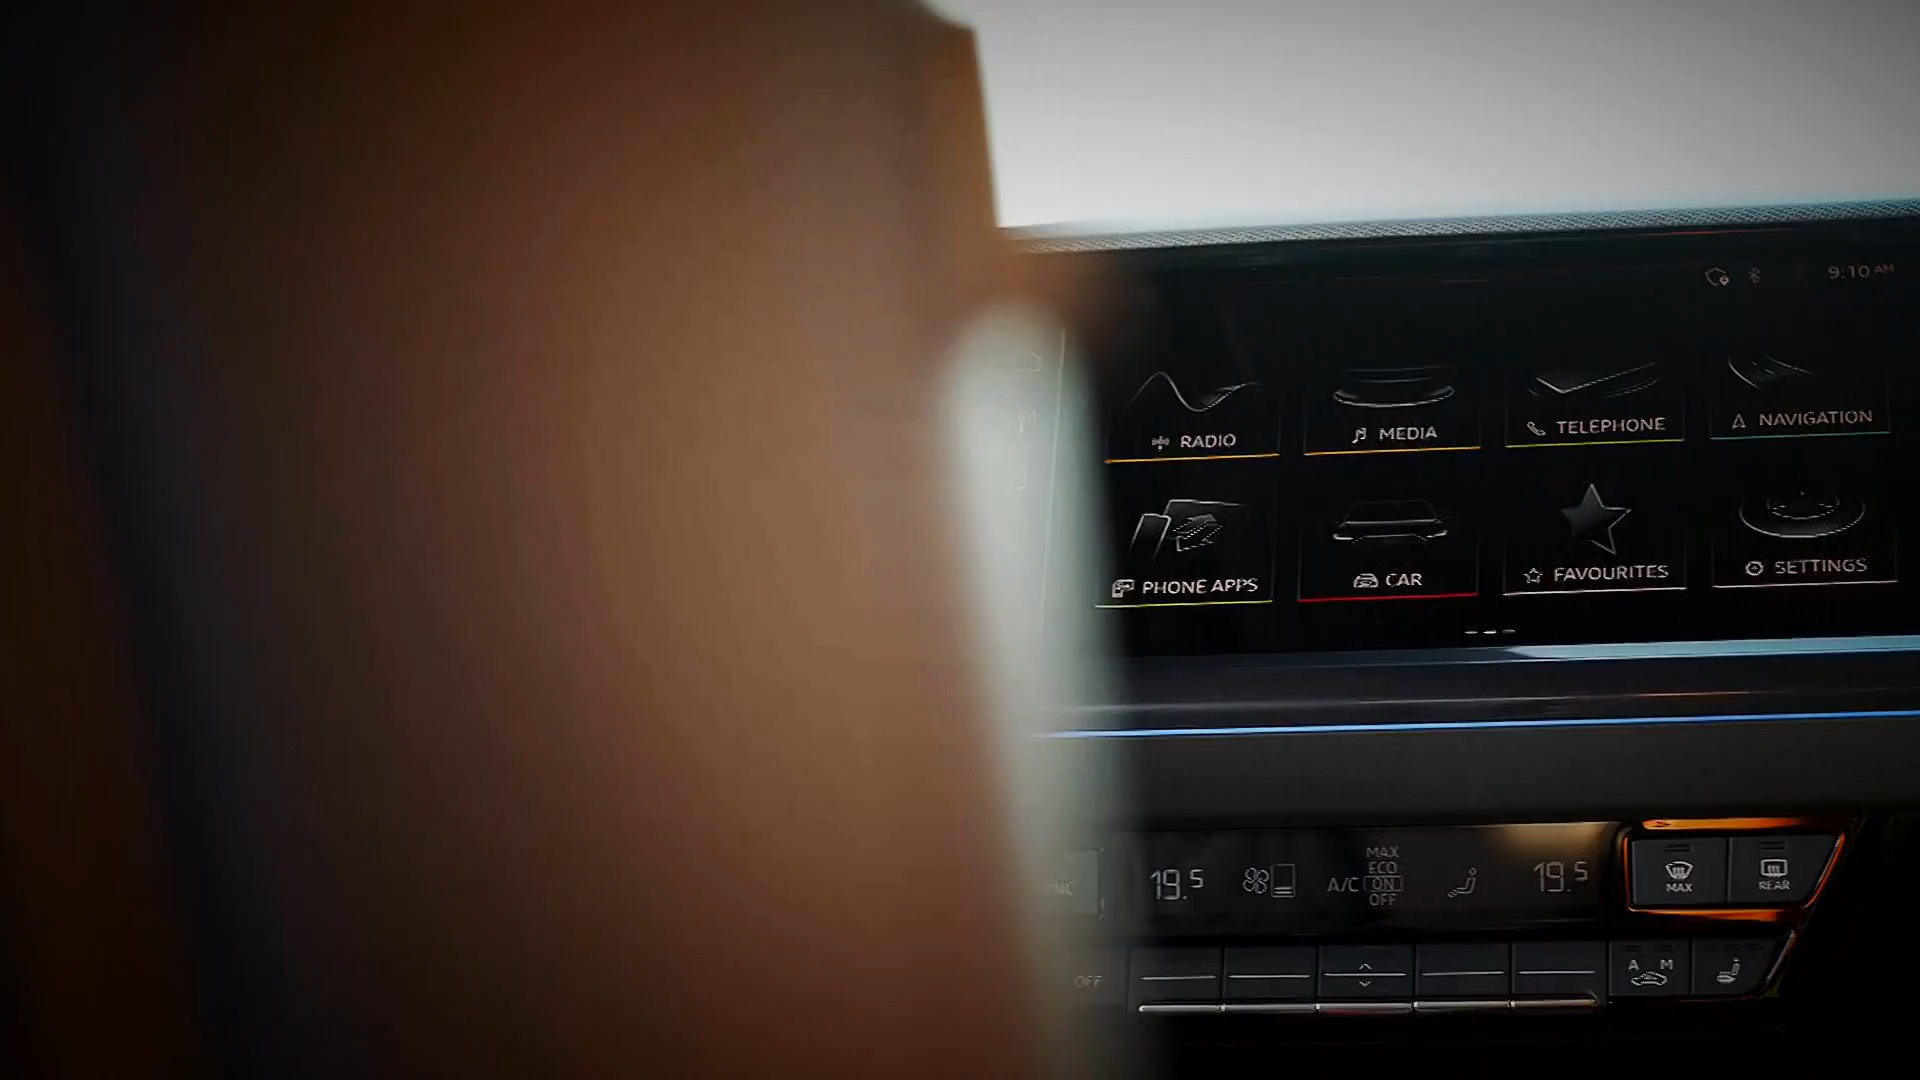 9:10 AM
RADIO
MEDIA
TELEPHONE
NAVIGATION
PHONE APPS
CAR
FAVOURITES
SETTINGS
19.5
MAX
ECO
A/C ON
OFF
19.5
MAX
REAR
OFF
A M